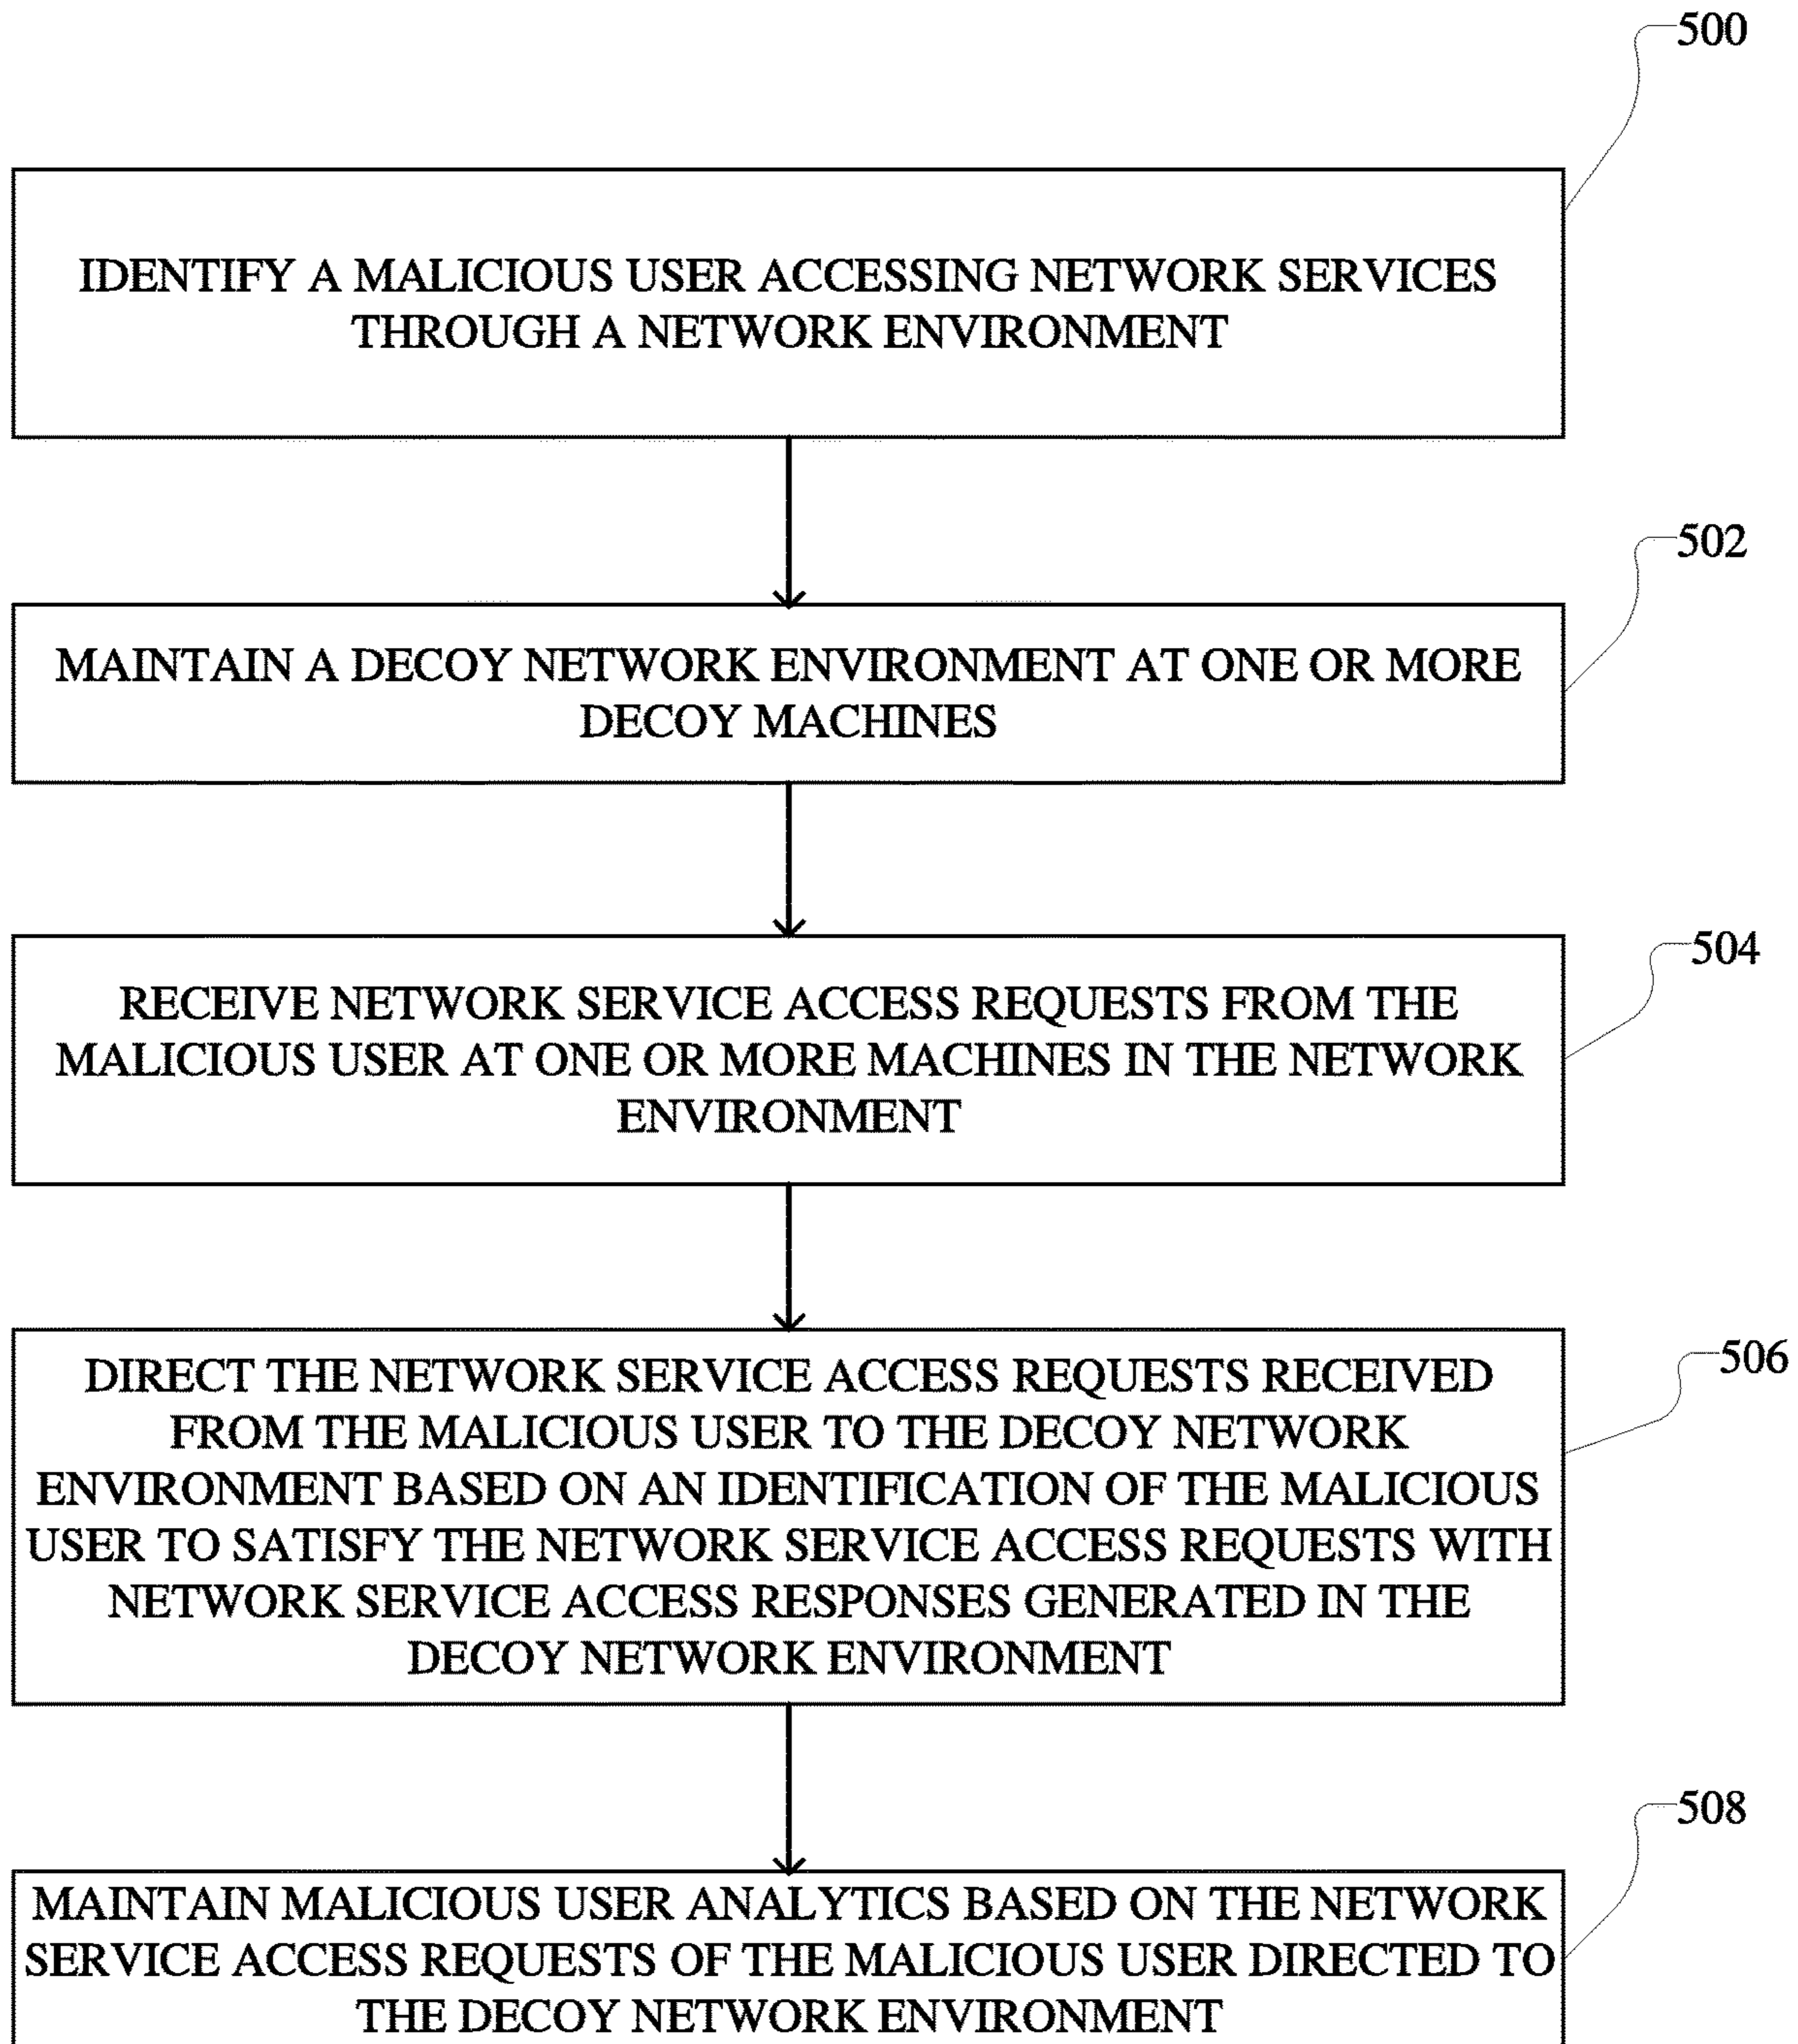 500
IDENTIFY A MALICIOUS USER ACCESSING NETWORK SERVICES
THROUGH A NETWORK ENVIRONMENT
502
MAINTAIN A DECOY NETWORK ENVIRONMENT AT ONE OR MORE
DECOY MACHINES
504
RECEIVE NETWORK SERVICE ACCESS REQUESTS FROM THE
MALICIOUS USER AT ONE OR MORE MACHINES IN THE NETWORK
ENVIRONMENT
506
DIRECT THE NETWORK SERVICE ACCESS REQUESTS RECEIVED
FROM THE MALICIOUS USER TO THE DECOY NETWORK
ENVIRONMENT BASED ON AN IDENTIFICATION OF THE MALICIOUS
USER TO SATISFY THE NETWORK SERVICE ACCESS REQUESTS WITH
NETWORK SERVICE ACCESS RESPONSES GENERATED IN THE
DECOY NETWORK ENVIRONMENT
508
MAINTAIN MALICIOUS USER ANALYTICS BASED ON THE NETWORK
SERVICE ACCESS REQUESTS OF THE MALICIOUS USER DIRECTED TO
THE DECOY NETWORK ENVIRONMENT